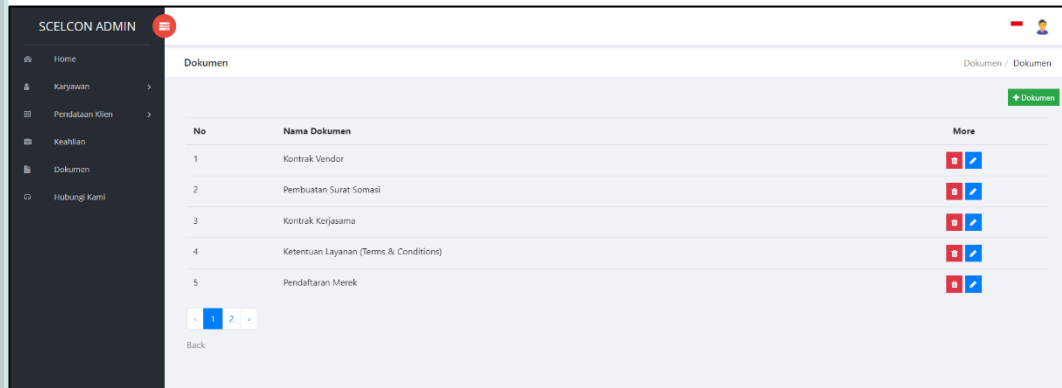 SCELCON ADMIN
Home
Karyawan
Pendataan Klien
Keahlian
Dokumen
Hubungi Kami
Dokumen
Dokumen / Dokumen
+ Dokumen
No Nama Dokumen More
1 Kontrak Vendor
2 Pembuatan Surat Somasi
3 Kontrak Kerjasama
4 Ketentuan Layanan (Terms & Conditions)
5 Pendaftaran Merek
‹ 1 2 ›
Back